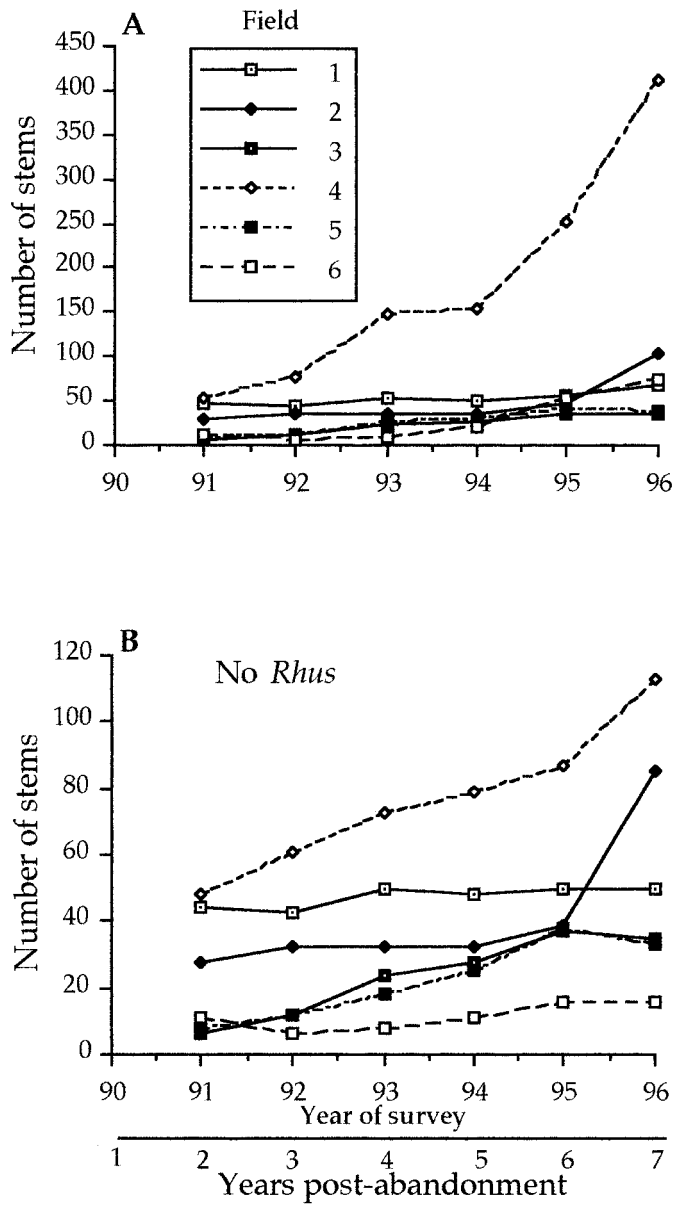 A
Field
1
2
3
4
5
6
Number of stems
450
400
350
300
250
200
150
100
50
0
90 91 92 93 94 95 96
B
No Rhus
Number of stems
120
100
80
60
40
20
0
90 91 92 93 94 95 96
Year of survey
1 2 3 4 5 6 7
Years post-abandonment